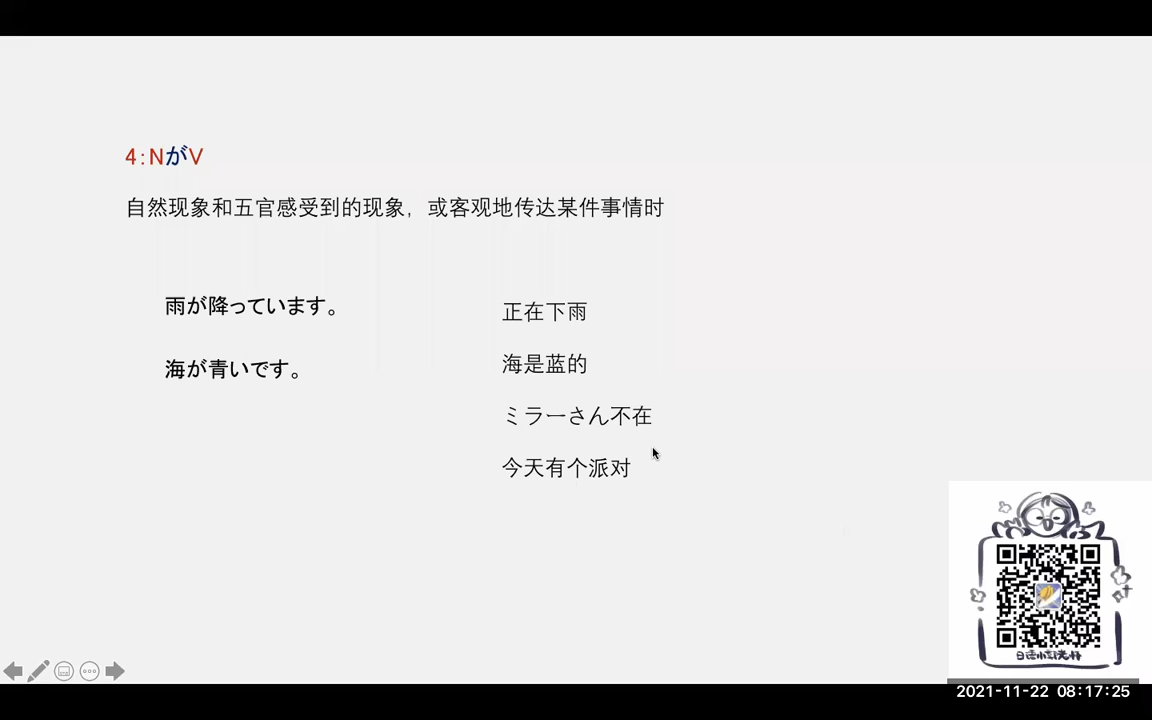 4:NがV
自然现象和五官感受到的现象，或客观地传达某件事情时
雨が降っています。
海が青いです。
正在下雨
海是蓝的
ミラーさん不在
今天有个派对
2021-11-22 08:17:25